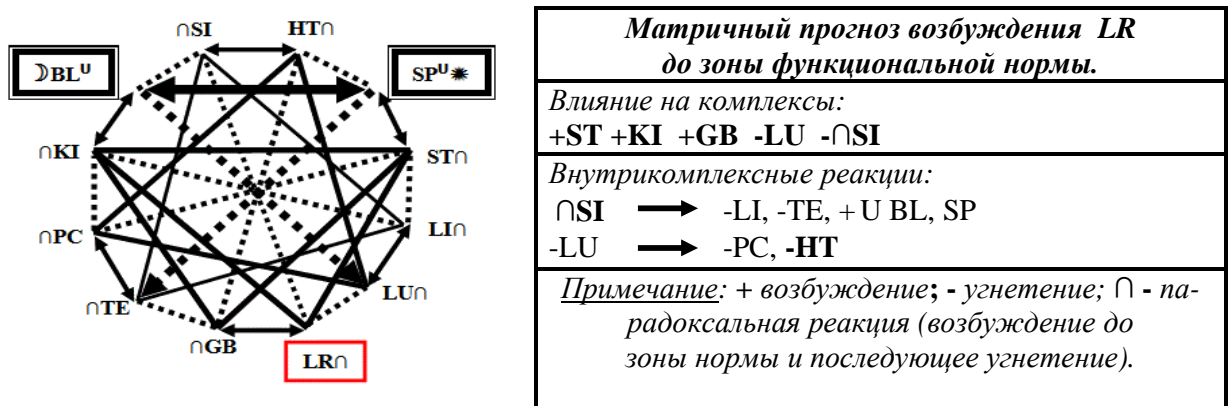 ∩SI HT∩
☽BLᵁ SPᵁ✹
∩KI ST∩
∩PC LI∩
∩TE LU∩
∩GB LR∩
Матричный прогноз возбуждения LR
до зоны функциональной нормы.
Влияние на комплексы:
+ST +KI +GB -LU -∩SI
Внутрикомплексные реакции:
∩SI → -LI, -TE, + U BL, SP
-LU → -PC, -HT
Примечание: + возбуждение; - угнетение; ∩ - па-
радоксальная реакция (возбуждение до
зоны нормы и последующее угнетение).